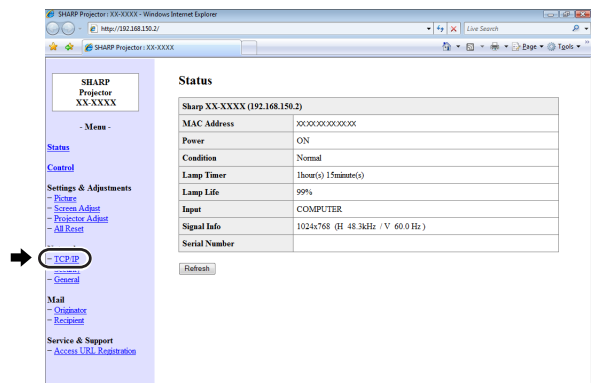 SHARP Projector : XX-XXXX - Windows Internet Explorer
http://192.168.150.2/
Live Search
SHARP Projector : XX-XXXX
Page
Tools
SHARP
Projector
XX-XXXX
- Menu -
Status
Control
Settings & Adjustments
– Picture
– Screen Adjust
– Projector Adjust
– All Reset
– TCP/IP
– General
Mail
– Originator
– Recipient
Service & Support
– Access URL Registration
Status
Sharp XX-XXXX (192.168.150.2)
MAC Address XX:XX:XX:XX:XX:XX
Power ON
Condition Normal
Lamp Timer 1hour(s) 15minute(s)
Lamp Life 99%
Input COMPUTER
Signal Info 1024x768 (H 48.3kHz / V 60.0 Hz )
Serial Number
Refresh